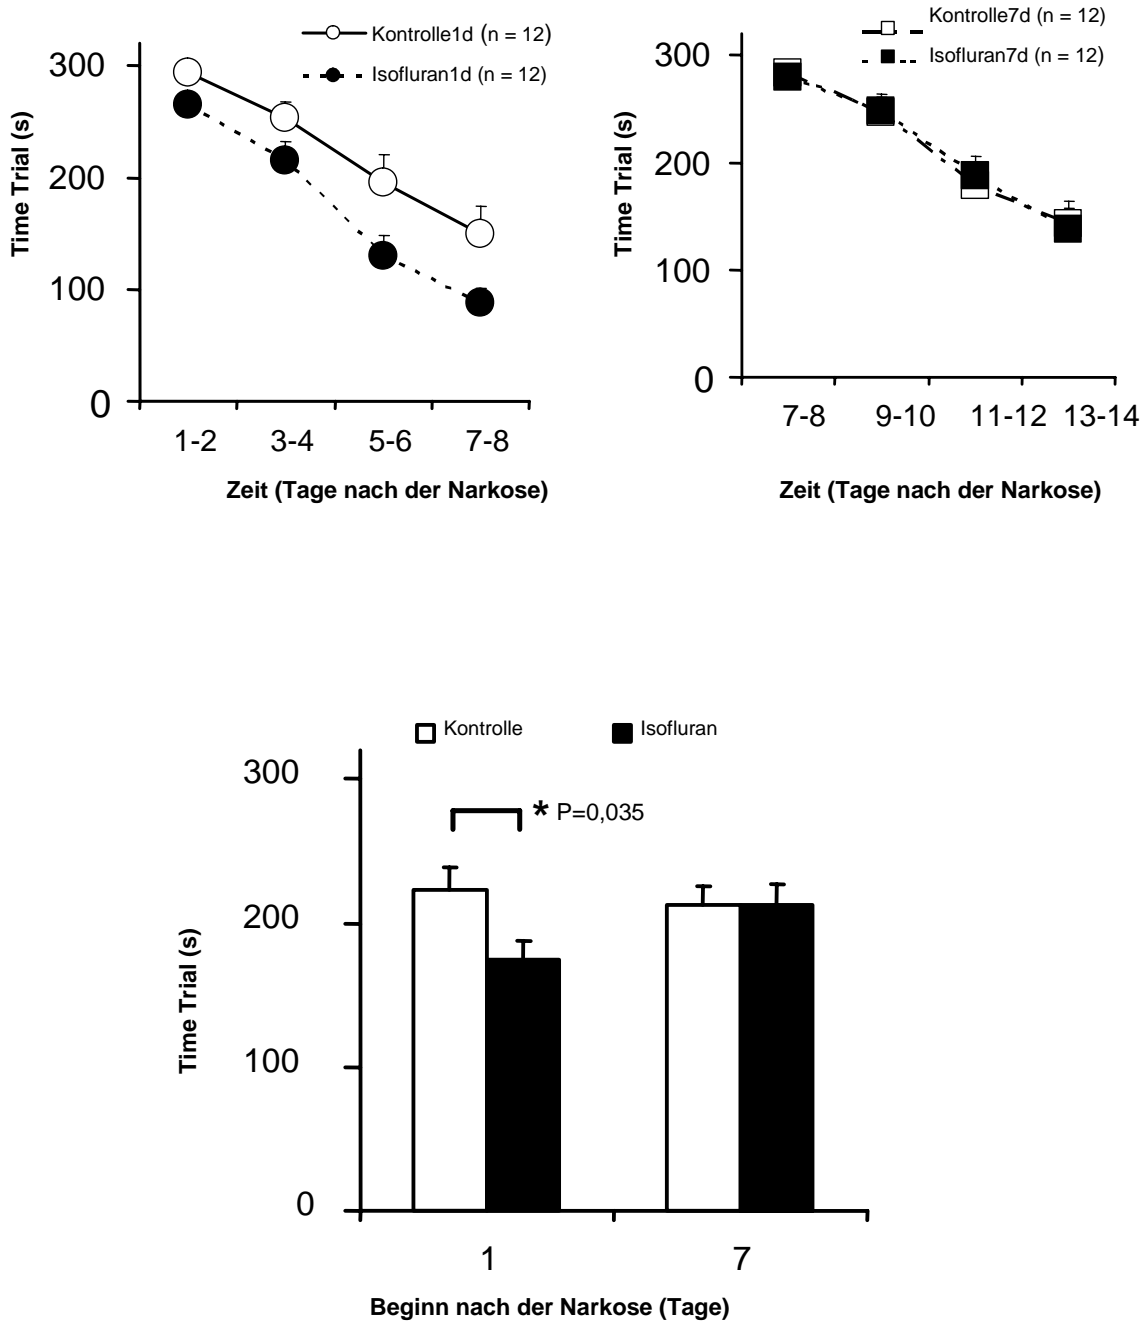 Kontrolle1d (n = 12)
Isofluran1d (n = 12)
Time Trial (s)
300
200
100
0
1-2 3-4 5-6 7-8
Zeit (Tage nach der Narkose)
Kontrolle7d (n = 12)
Isofluran7d (n = 12)
Time Trial (s)
300
200
100
0
7-8 9-10 11-12 13-14
Zeit (Tage nach der Narkose)
Kontrolle Isofluran
Time Trial (s)
300
* P=0,035
200
100
0
1 7
Beginn nach der Narkose (Tage)